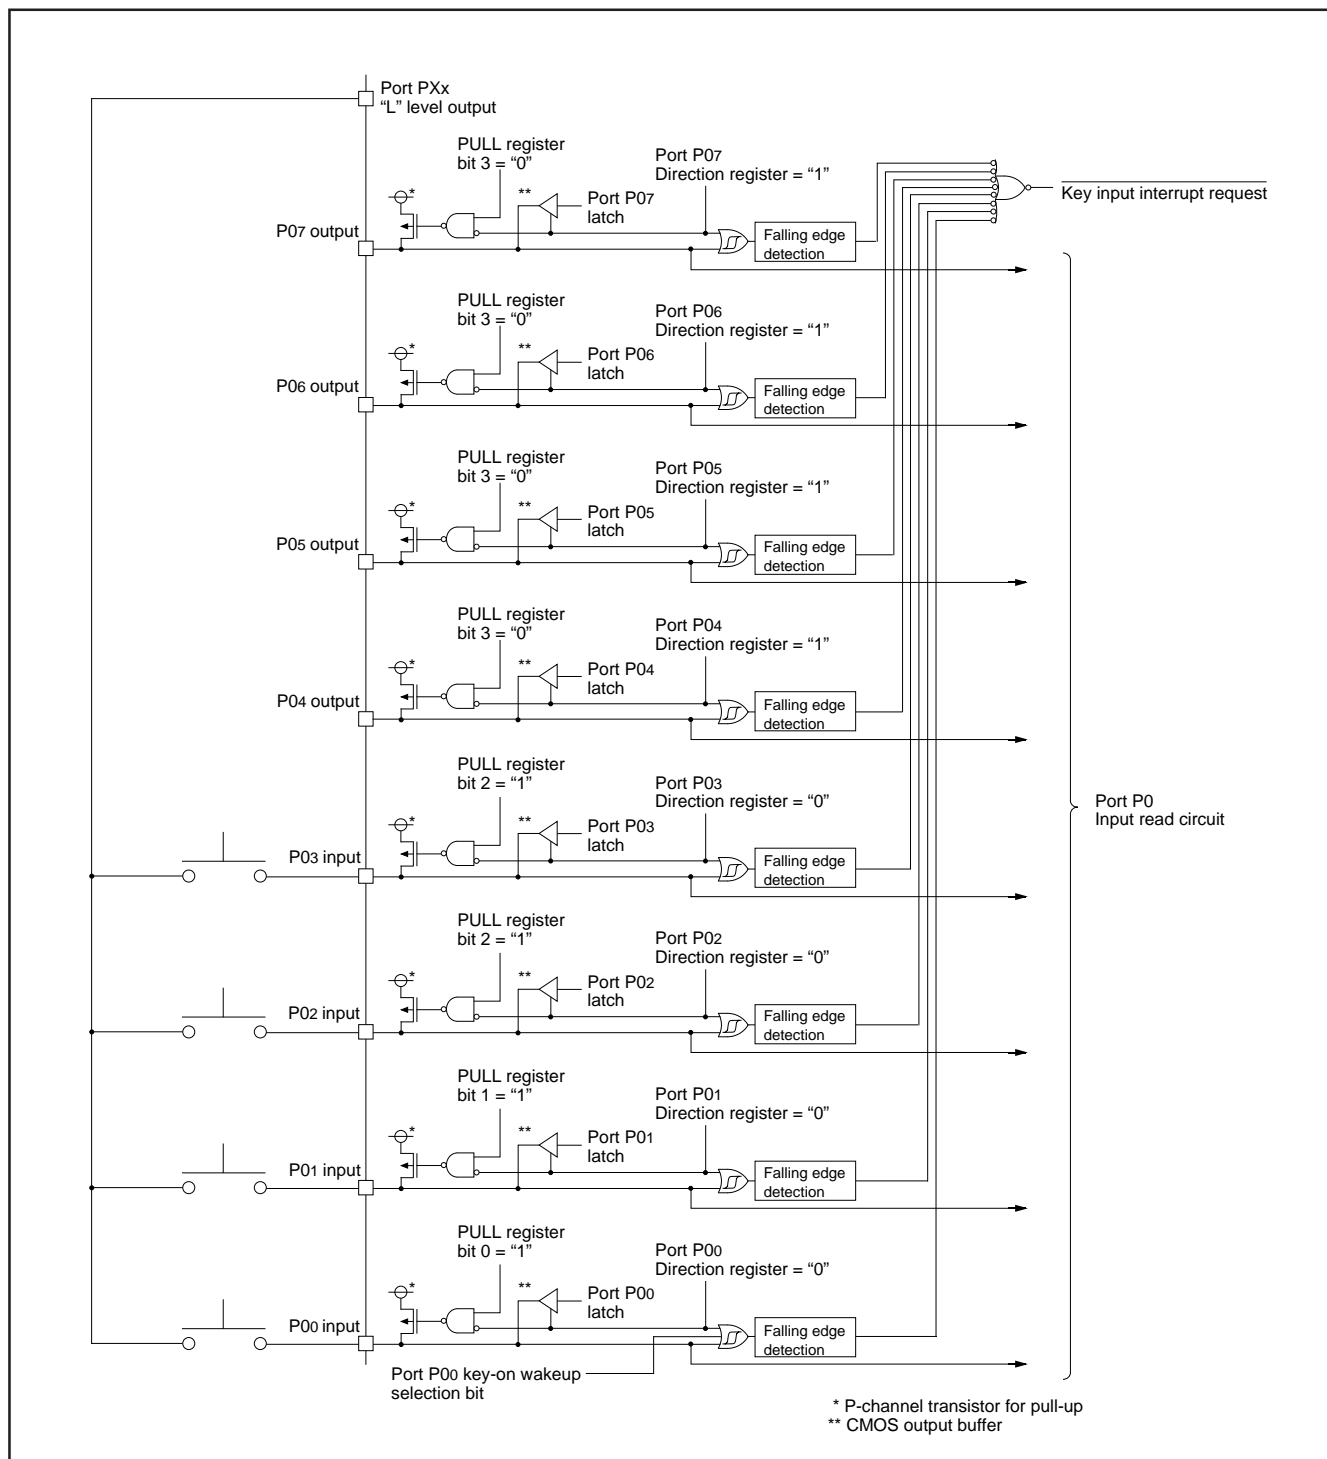 Port PXx
“L” level output
PULL register
bit 3 = “0”
Port P07
Direction register = “1”
*
**
Port P07
latch
Key input interrupt request
P07 output
Falling edge
detection
PULL register
bit 3 = “0”
Port P06
Direction register = “1”
*
**
Port P06
latch
P06 output
Falling edge
detection
PULL register
bit 3 = “0”
Port P05
Direction register = “1”
*
**
Port P05
latch
P05 output
Falling edge
detection
PULL register
bit 3 = “0”
Port P04
Direction register = “1”
*
**
Port P04
latch
P04 output
Falling edge
detection
PULL register
bit 2 = “1”
Port P03
Direction register = “0”
*
**
Port P03
latch
P03 input
Falling edge
detection
Port P0
Input read circuit
PULL register
bit 2 = “1”
Port P02
Direction register = “0”
*
**
Port P02
latch
P02 input
Falling edge
detection
PULL register
bit 1 = “1”
Port P01
Direction register = “0”
*
**
Port P01
latch
P01 input
Falling edge
detection
PULL register
bit 0 = “1”
Port P00
Direction register = “0”
*
**
Port P00
latch
P00 input
Falling edge
detection
Port P00 key-on wakeup
selection bit
* P-channel transistor for pull-up
** CMOS output buffer